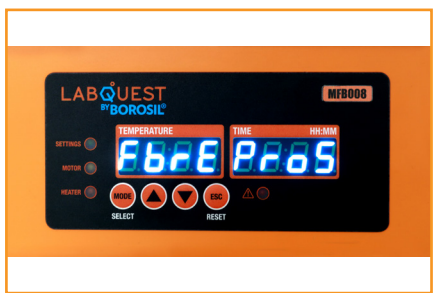 LABQUEST
BY BOROSIL®
MFB008
TEMPERATURE
TIME HH:MM
FbrE ProS
SETTINGS
MOTOR
HEATER
MODE
ESC
SELECT
RESET